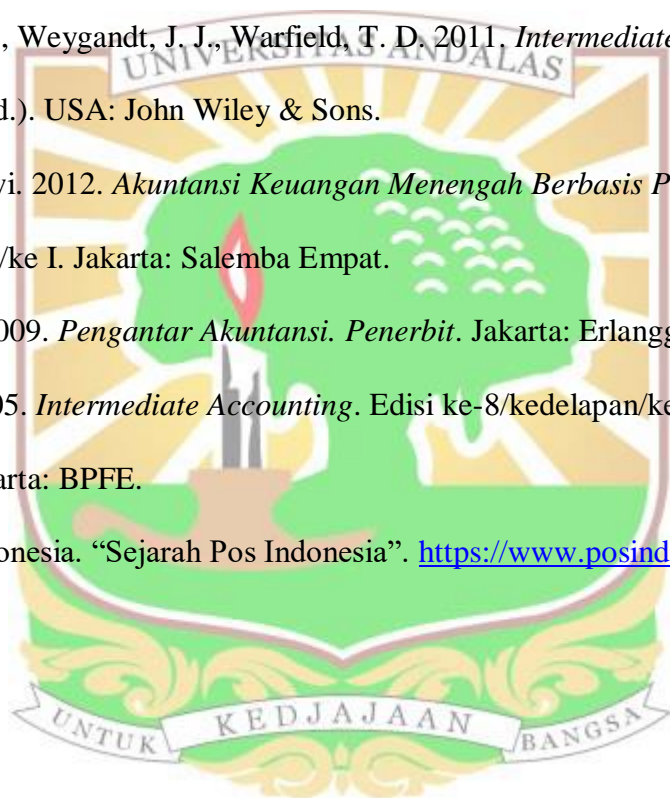 , Weygandt, J. J., Warfield, T. D. 2011. Intermediate
UNIVERSITAS ANDALAS
d.). USA: John Wiley & Sons.
vi. 2012. Akuntansi Keuangan Menengah Berbasis P
/ke I. Jakarta: Salemba Empat.
009. Pengantar Akuntansi. Penerbit. Jakarta: Erlangg
05. Intermediate Accounting. Edisi ke-8/kedelapan/ke
arta: BPFE.
onesia. “Sejarah Pos Indonesia”. https://www.posind
UNTUK KEDJAJAAN BANGSA